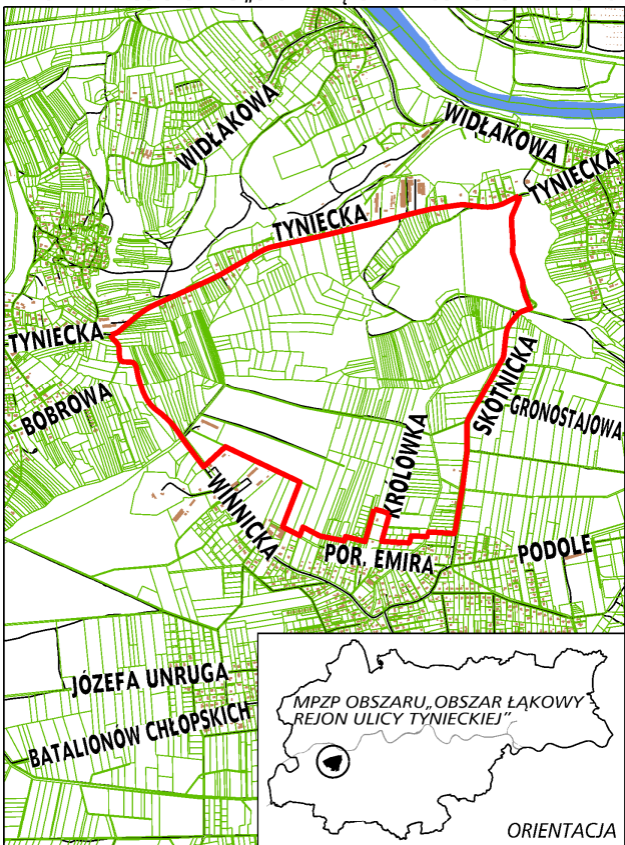 WIDŁAKOWA
WIDŁAKOWA
TYNIECKA
TYNIECKA
TYNIECKA
BOBROWA
SKOTNICKA
GRONOSTAJOWA
KRÓLÓWKA
WINNICKA
POR. EMIRA
PODOLE
JÓZEFA UNRUGA
BATALIONÓW CHŁOPSKICH
MPZP OBSZARU„OBSZAR ŁĄKOWY
REJON ULICY TYNIECKIEJ”
ORIENTACJA